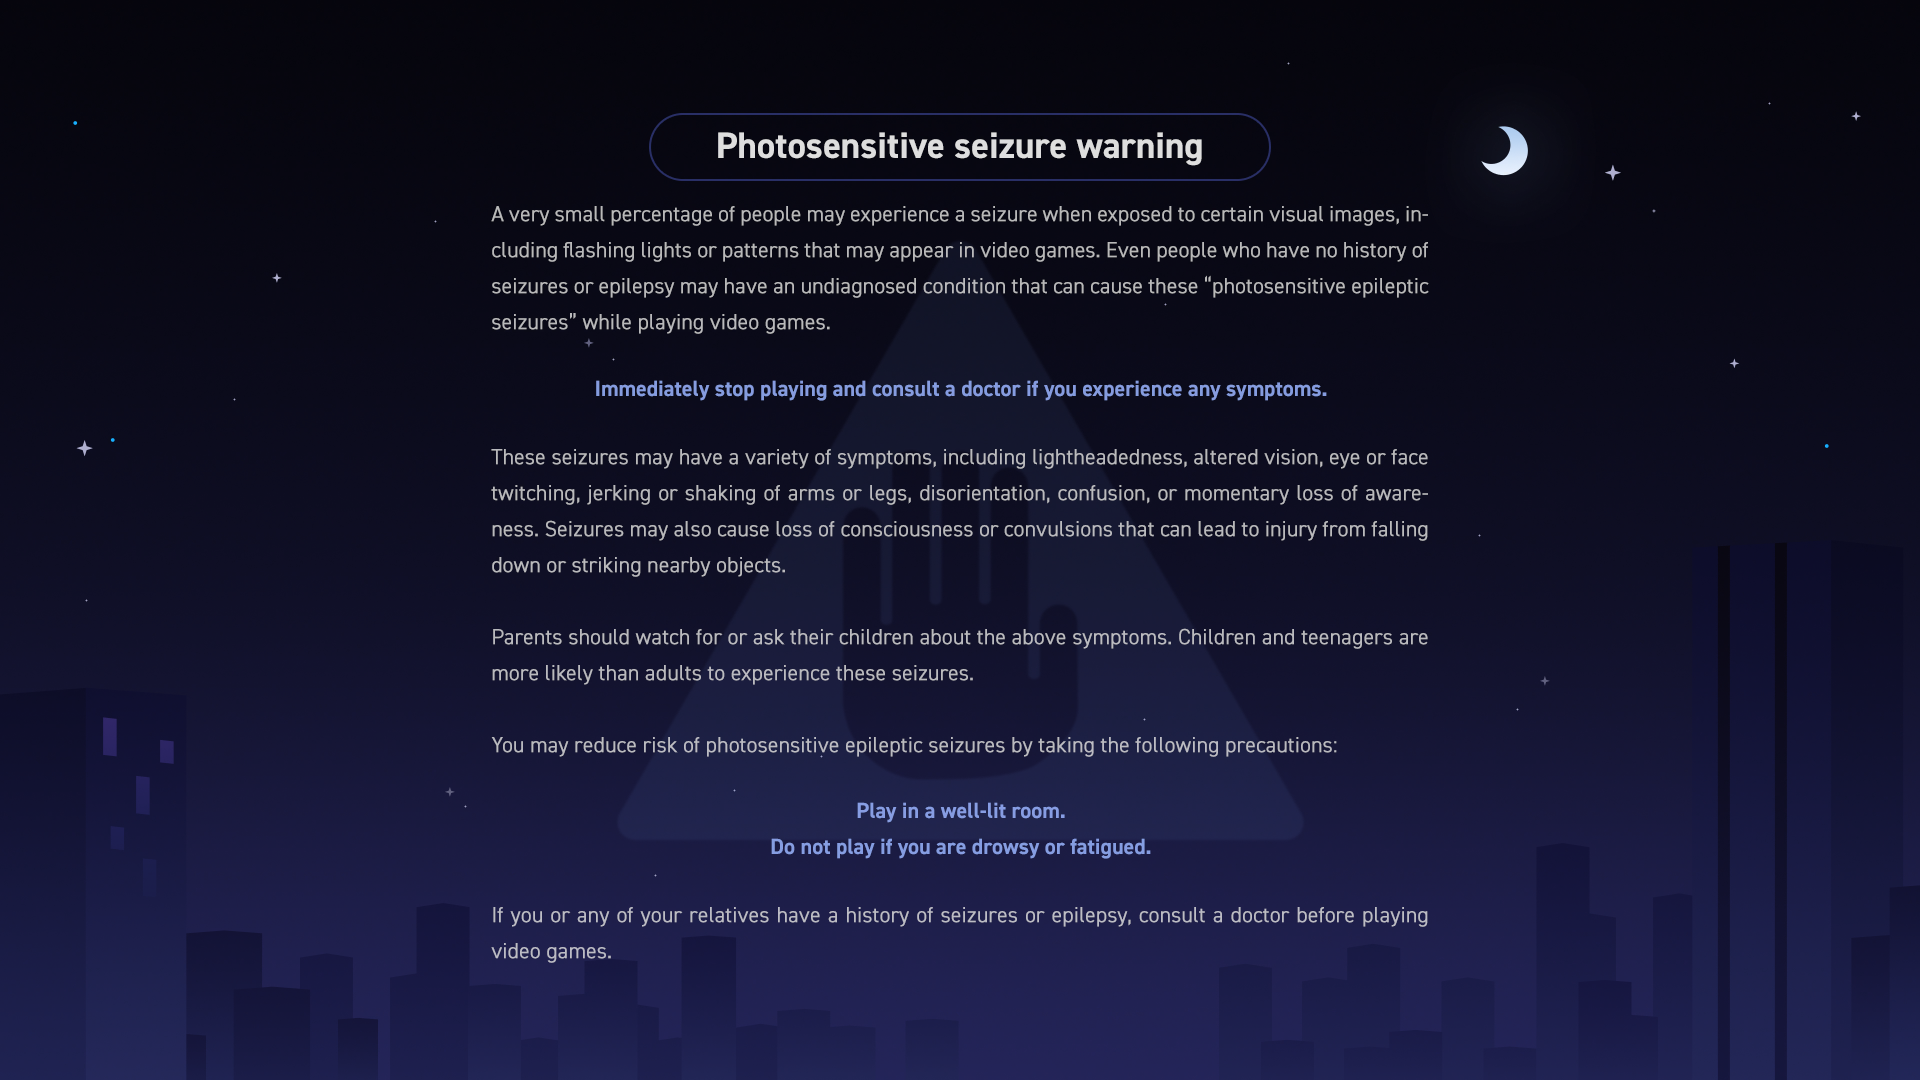 Photosensitive seizure warning
A very small percentage of people may experience a seizure when exposed to certain visual images, in-
cluding flashing lights or patterns that may appear in video games. Even people who have no history of
seizures or epilepsy may have an undiagnosed condition that can cause these “photosensitive epileptic
seizures” while playing video games.
Immediately stop playing and consult a doctor if you experience any symptoms.
These seizures may have a variety of symptoms, including lightheadedness, altered vision, eye or face
twitching, jerking or shaking of arms or legs, disorientation, confusion, or momentary loss of aware-
ness. Seizures may also cause loss of consciousness or convulsions that can lead to injury from falling
down or striking nearby objects.
Parents should watch for or ask their children about the above symptoms. Children and teenagers are
more likely than adults to experience these seizures.
You may reduce risk of photosensitive epileptic seizures by taking the following precautions:
Play in a well-lit room.
Do not play if you are drowsy or fatigued.
If you or any of your relatives have a history of seizures or epilepsy, consult a doctor before playing
video games.